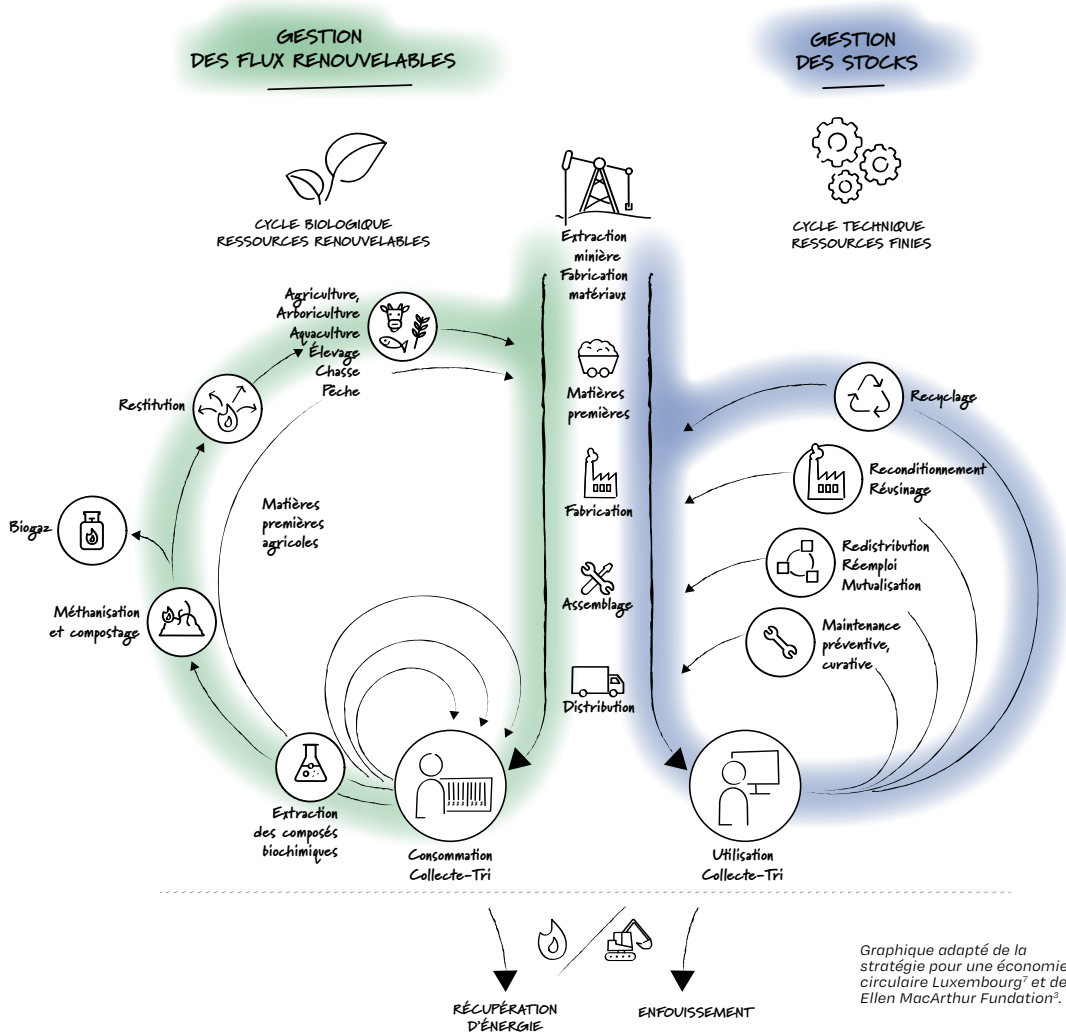 GESTION
DES FLUX RENOUVELABLES
GESTION
DES STOCKS
CYCLE BIOLOGIQUE
RESSOURCES RENOUVELABLES
CYCLE TECHNIQUE
RESSOURCES FINIES
Extraction
minière
Fabrication
matériaux
Agriculture,
Arboriculture
Aquaculture
Élevage
Chasse
Pêche
Restitution
Biogaz
Matières
premières
agricoles
Méthanisation
et compostage
Extraction
des composés
biochimiques
Matières
premières
Fabrication
Assemblage
Distribution
Recyclage
Reconditionnement
Réusinage
Redistribution
Réemploi
Mutualisation
Maintenance
préventive,
curative
Consommation
Collecte-Tri
Utilisation
Collecte-Tri
RÉCUPÉRATION
D'ÉNERGIE
ENFOUISSEMENT
Graphique adapté de la
stratégie pour une économie
circulaire Luxembourg⁷ et de
Ellen MacArthur Fundation³.